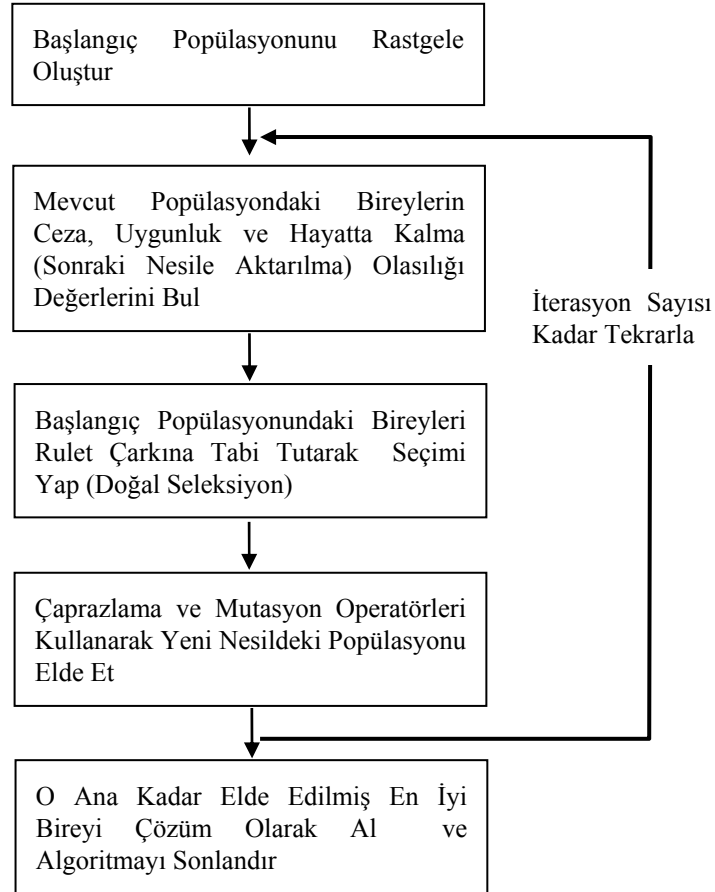 Başlangıç Popülasyonunu Rastgele
Oluştur
Mevcut Popülasyondaki Bireylerin
Ceza, Uygunluk ve Hayatta Kalma
(Sonraki Nesile Aktarılma) Olasılığı
Değerlerini Bul
İterasyon Sayısı
Kadar Tekrarla
Başlangıç Popülasyonundaki Bireyleri
Rulet Çarkına Tabi Tutarak Seçimi
Yap (Doğal Seleksiyon)
Çaprazlama ve Mutasyon Operatörleri
Kullanarak Yeni Nesildeki Popülasyonu
Elde Et
O Ana Kadar Elde Edilmiş En İyi
Bireyi Çözüm Olarak Al ve
Algoritmayı Sonlandır